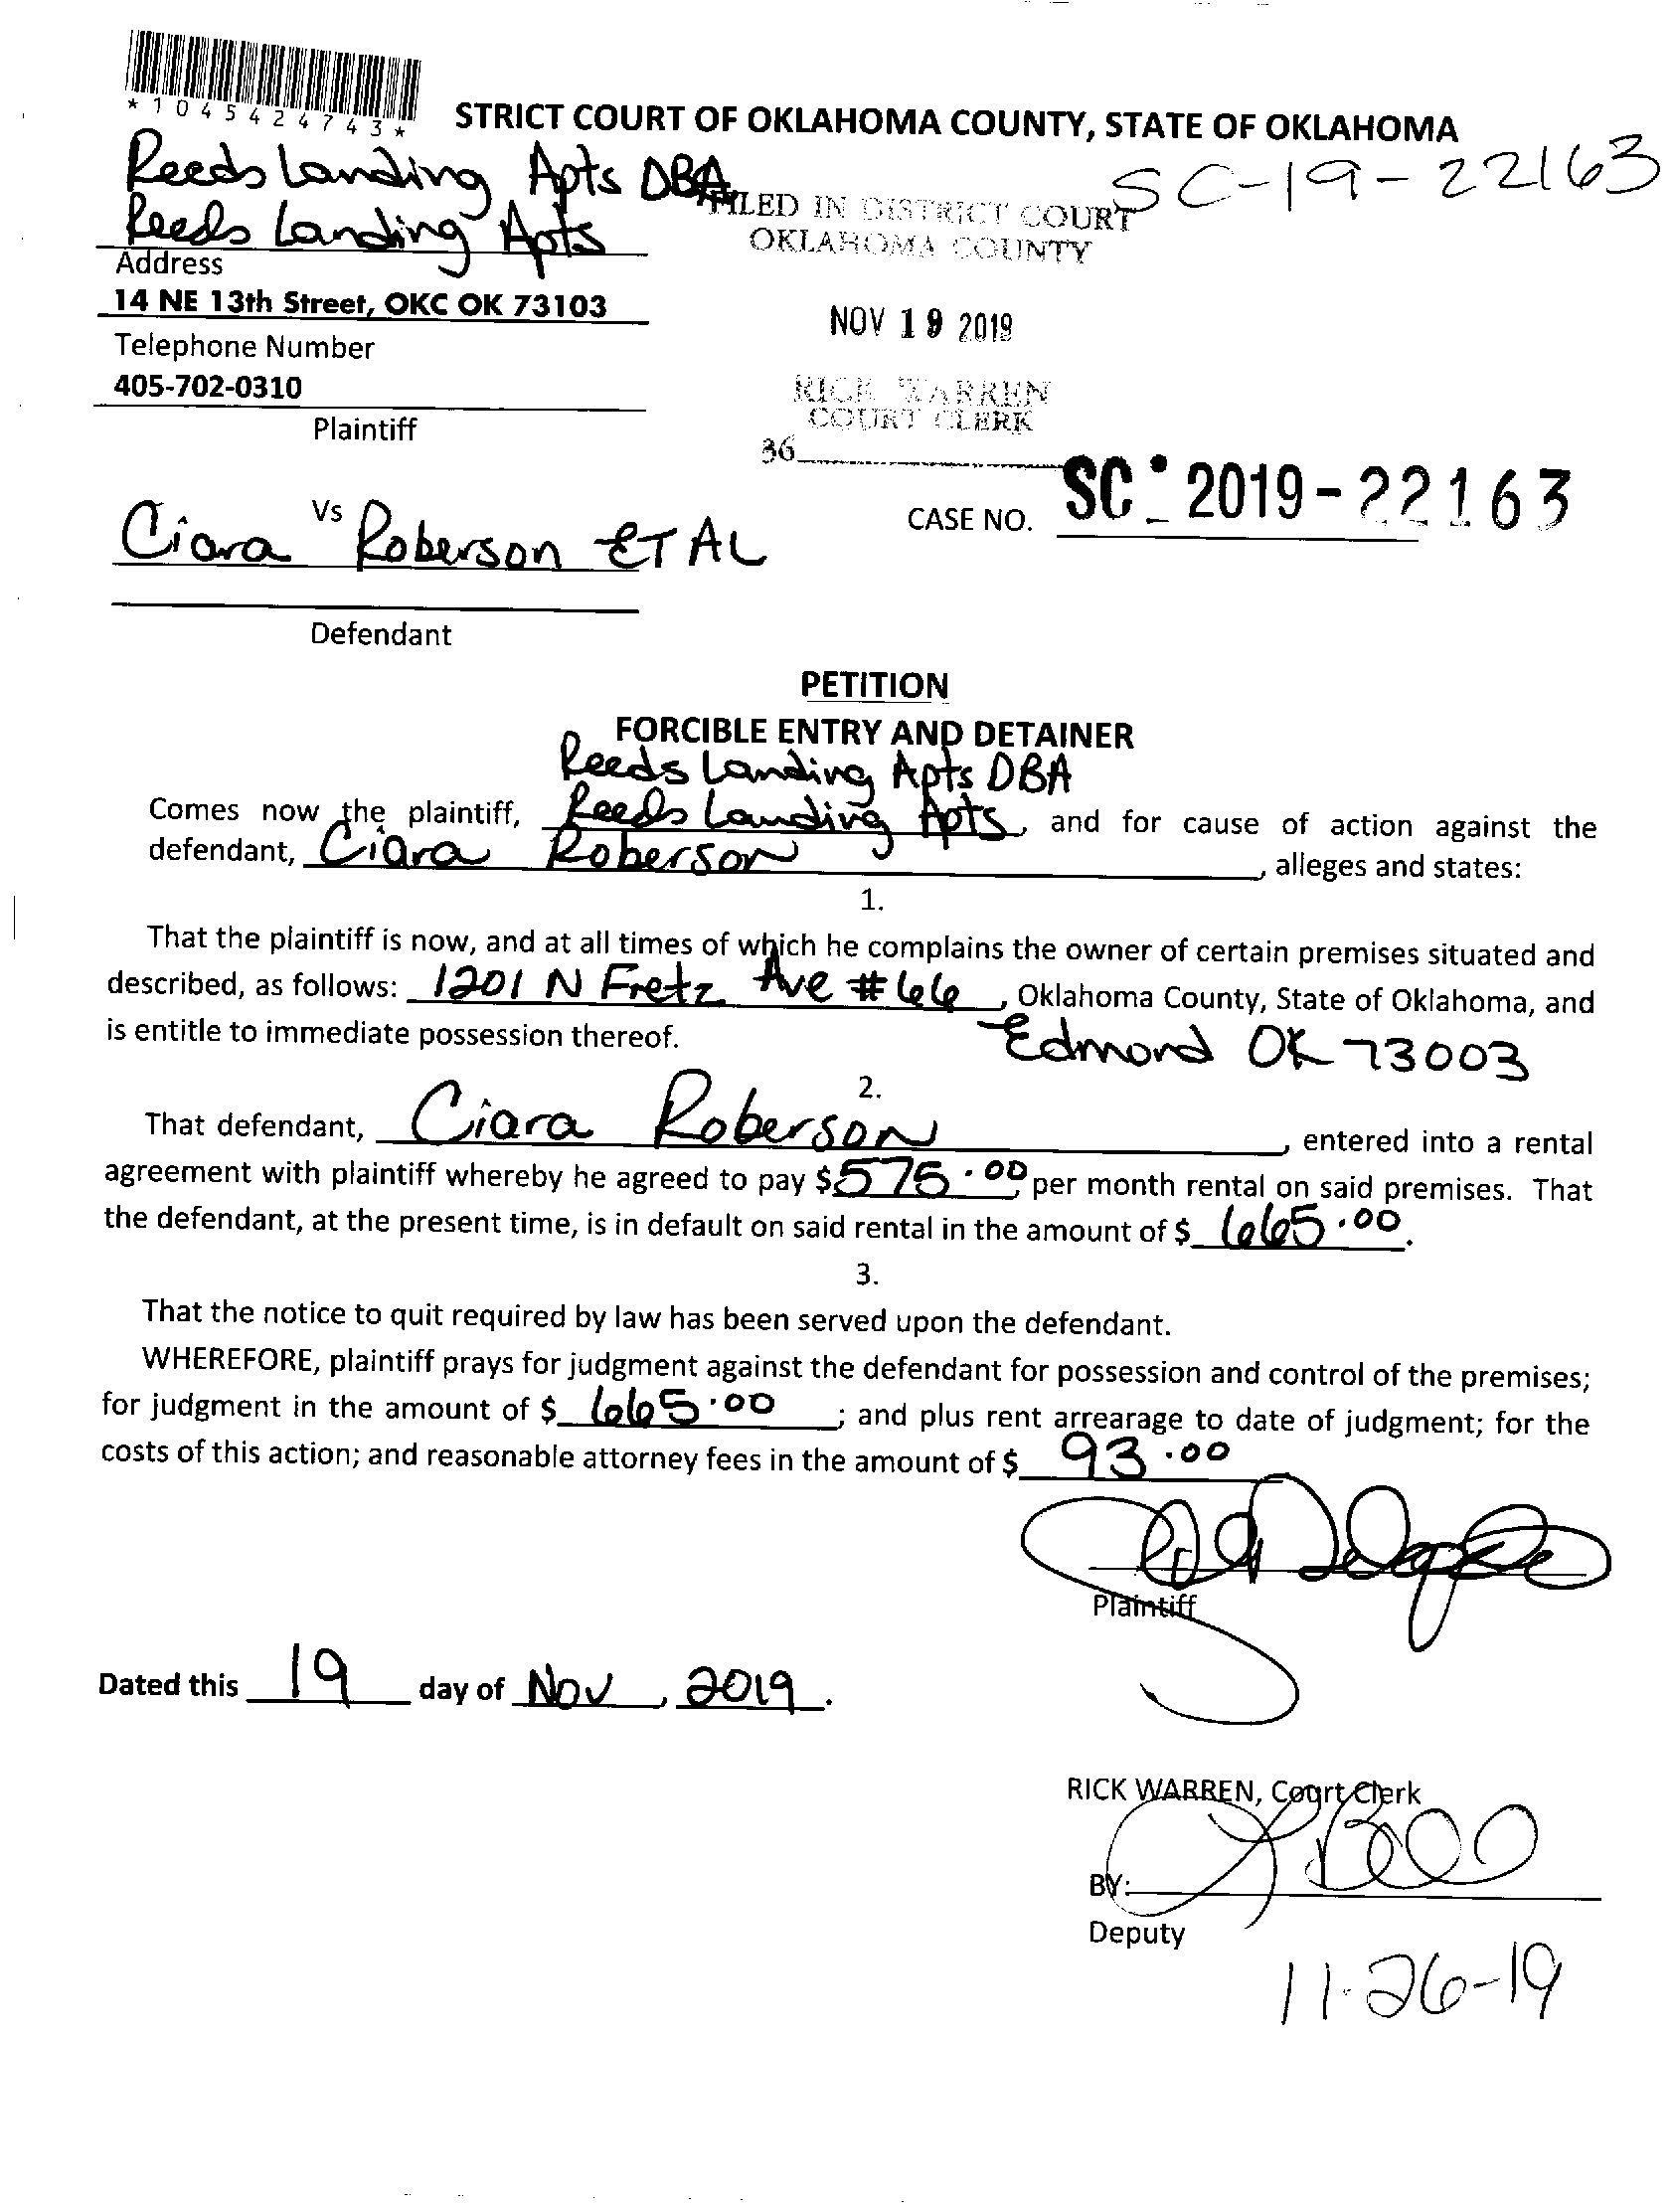 *1045424743*
STRICT COURT OF OKLAHOMA COUNTY, STATE OF OKLAHOMA
SC-19-22163
Reeds Landing Apts DBA
Reeds Landing Apts
FILED IN DISTRICT COURT
OKLAHOMA COUNTY
Address
14 NE 13th Street, OKC OK 73103
NOV 19 2019
Telephone Number
405-702-0310
RICK WARREN
COURT CLERK
Plaintiff
36
Vs
Ciara Roberson ET AL
CASE NO. SC-2019-22163
Defendant
PETITION
FORCIBLE ENTRY AND DETAINER
Reeds Landing Apts DBA
Comes now the plaintiff, Reeds Landing Apts, and for cause of action against the
defendant, Ciara Roberson, alleges and states:
1.
That the plaintiff is now, and at all times of which he complains the owner of certain premises situated and
described, as follows: 1201 N Fretz Ave #66, Oklahoma County, State of Oklahoma, and
is entitle to immediate possession thereof. Edmond OK 73003
2.
That defendant, Ciara Roberson, entered into a rental
agreement with plaintiff whereby he agreed to pay $575.00 per month rental on said premises. That
the defendant, at the present time, is in default on said rental in the amount of $ 665.00.
3.
That the notice to quit required by law has been served upon the defendant.
WHEREFORE, plaintiff prays for judgment against the defendant for possession and control of the premises;
for judgment in the amount of $ 665.00; and plus rent arrearage to date of judgment; for the
costs of this action; and reasonable attorney fees in the amount of $ 93.00
Plaintiff
Dated this 19 day of Nov, 2019.
RICK WARREN, Court Clerk
BY:
Deputy
11-26-19